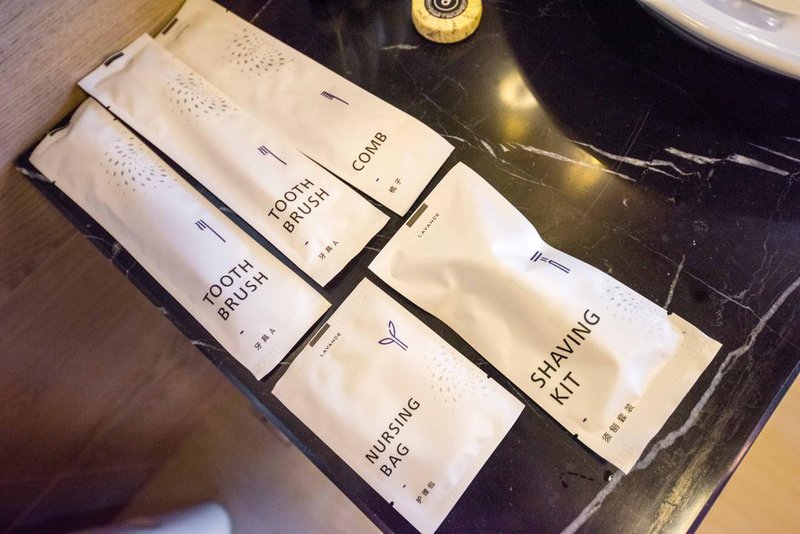 COMB
梳子
TOOTH
BRUSH
牙具A
TOOTH
BRUSH
牙具A
LAVANDE
SHAVING
KIT
须刨套装
LAVANDE
NURSING
BAG
护理包